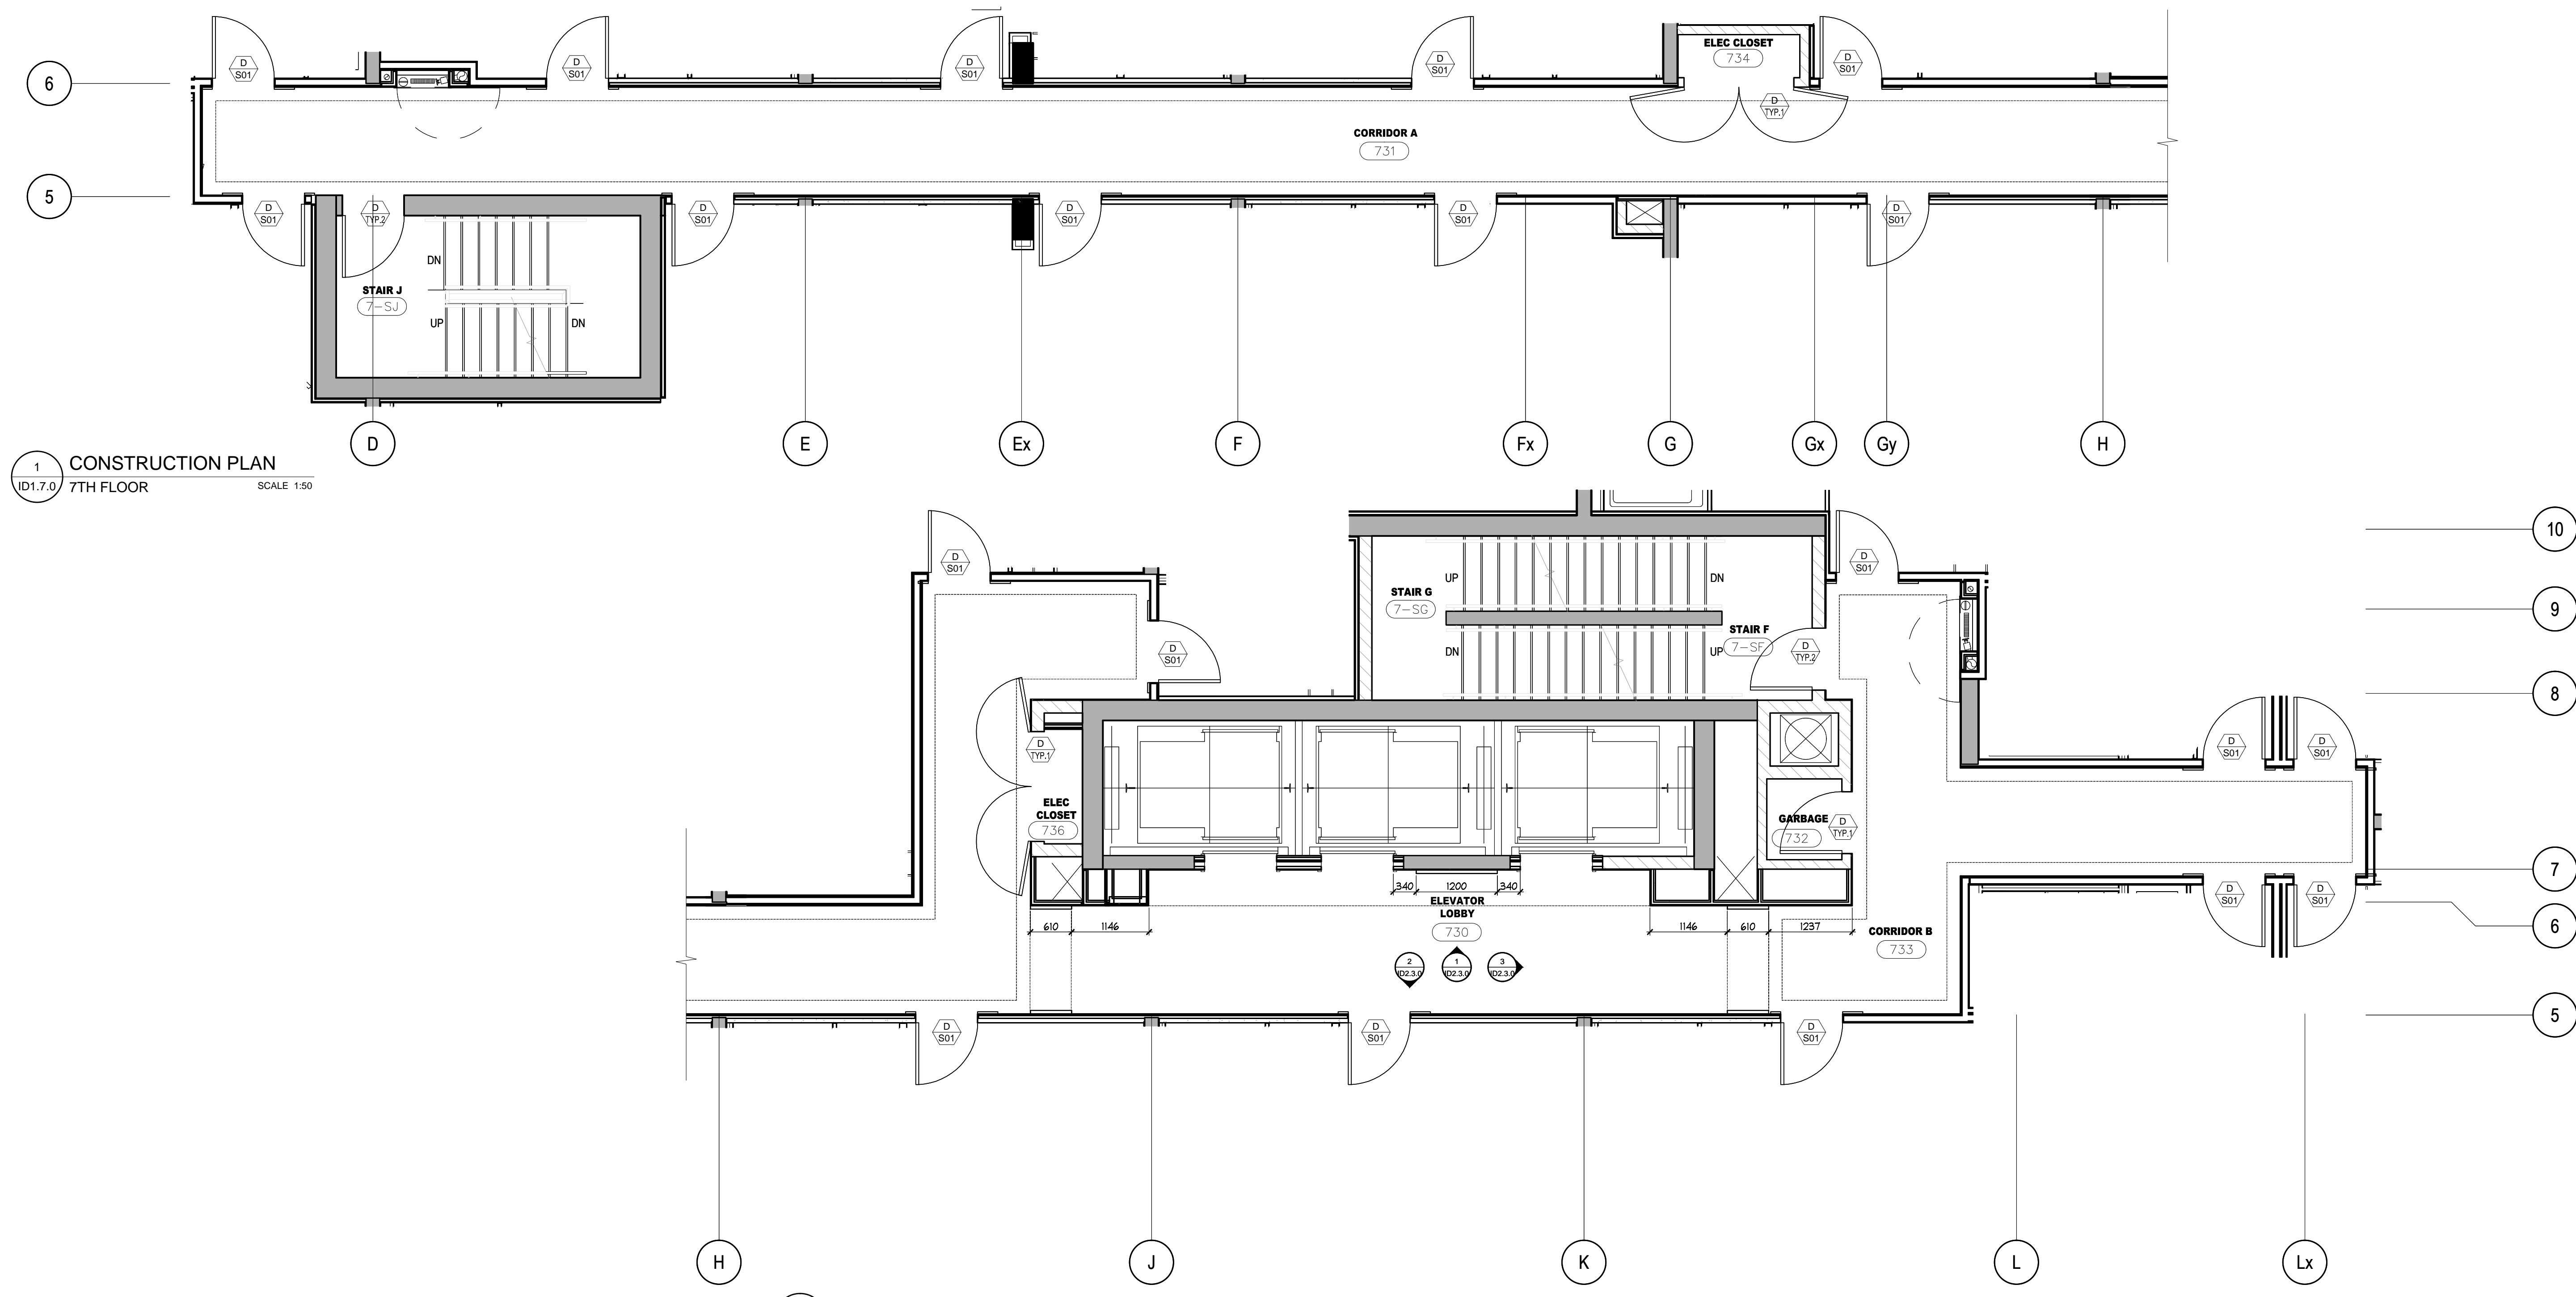 D
S01
D
S01
D
S01
D
S01
ELEC CLOSET
734
D
S01
6
D
TYP.1
CORRIDOR A
731
5
D
S01
D
TYP.2
D
S01
D
S01
D
S01
D
S01
DN
STAIR J
7-SJ
UP
DN
D
E
Ex
F
Fx
G
Gx
Gy
H
1
ID1.7.0
CONSTRUCTION PLAN
7TH FLOOR
SCALE 1:50
10
D
S01
D
S01
UP
DN
STAIR G
7-SG
9
STAIR F
7-SF
DN
UP
D
TYP.2
D
S01
8
D
TYP.1
D
S01
D
S01
ELEC
CLOSET
736
GARBAGE
732
D
TYP.1
7
340
1200
340
ELEVATOR
LOBBY
730
D
S01
D
S01
610
1146
1146
610
1237
CORRIDOR B
733
6
2
ID2.3.0
1
ID2.3.0
3
ID2.3.0
5
D
S01
D
S01
D
S01
H
J
K
L
Lx